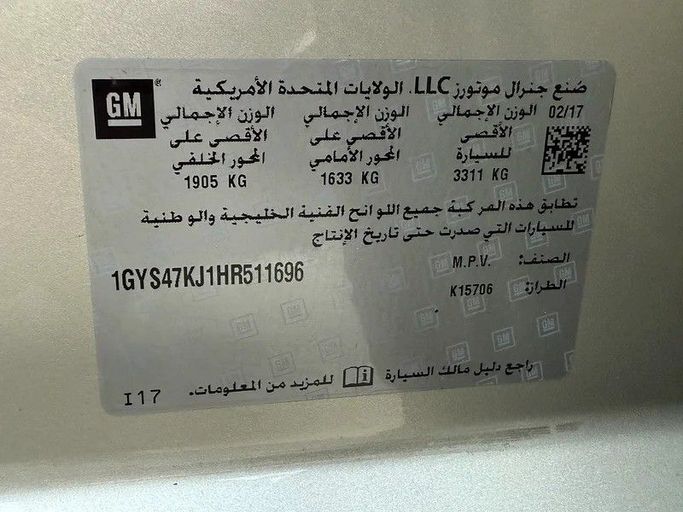 GM
صنع جنرال موتورز LLC. الولايات المتحدة الأمريكية
02/17 الوزن الإجمالي الوزن الإجمالي الوزن الإجمالي
الأقصى الأقصى على الأقصى على
للسيارة المحور الأمامي المحور الخلفي
3311 KG 1633 KG 1905 KG
تطابق هذه المركبة جميع اللوائح الفنية الخليجية والوطنية
للسيارات التي صدرت حتى تاريخ الإنتاج
الصنف: M.P.V.
1GYS47KJ1HR511696
الطراز: K15706
راجع دليل مالك السيارة للمزيد من المعلومات.
I17